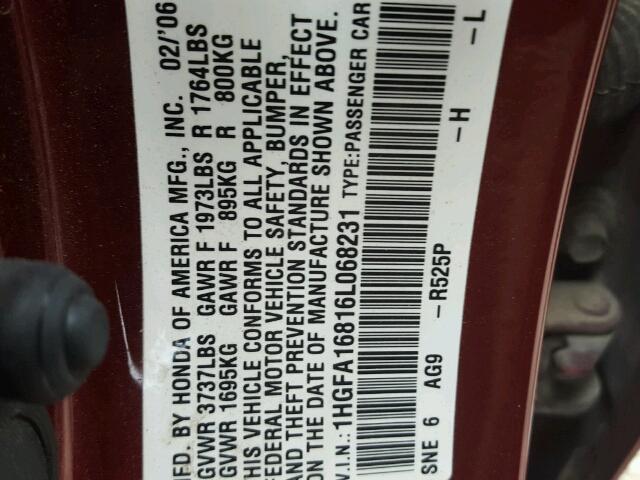 MFD. BY HONDA OF AMERICA MFG., INC. 02/'06
GVWR 3737LBS GAWR F 1973LBS R 1764LBS
GVWR 1695KG GAWR F 895KG R 800KG
THIS VEHICLE CONFORMS TO ALL APPLICABLE
FEDERAL MOTOR VEHICLE SAFETY, BUMPER,
AND THEFT PREVENTION STANDARDS IN EFFECT
ON THE DATE OF MANUFACTURE SHOWN ABOVE.
V.I.N.:1HGFA16816L068231 TYPE:PASSENGER CAR
SNE 6 AG9 –R525P –H –L